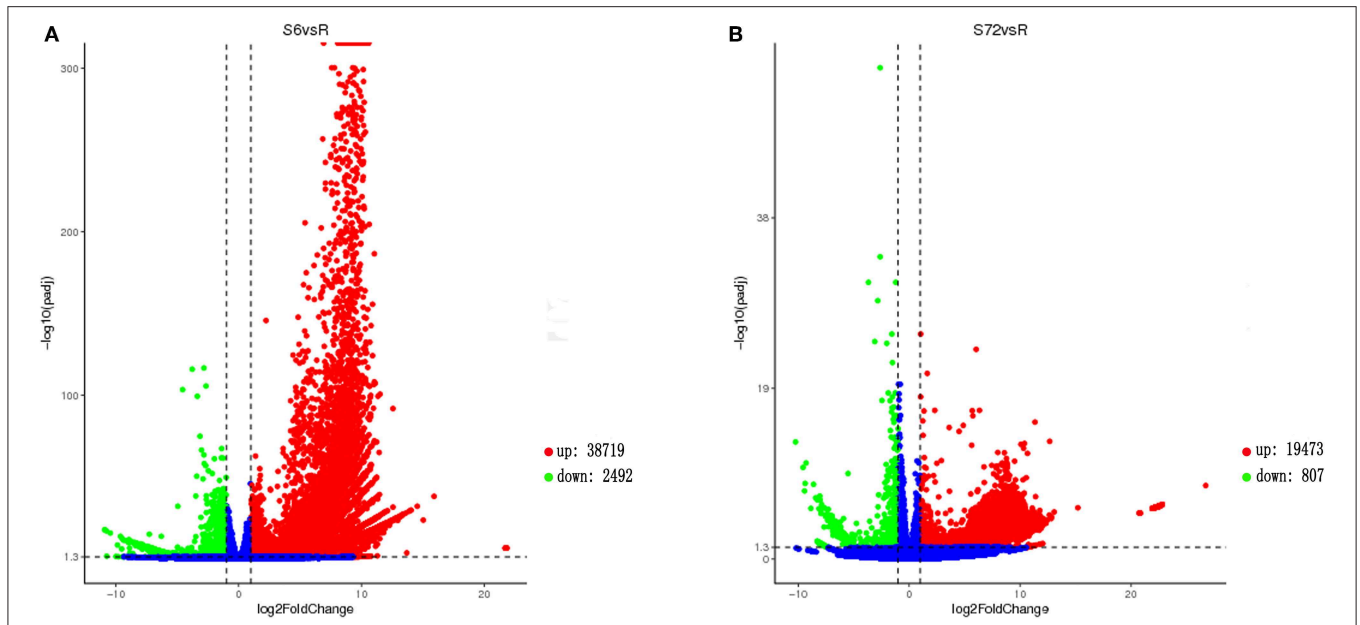 A
S6vsR
300
200
100
1.3
−10
0
10
20
log2FoldChange
−log10(padj)
up: 38719
down: 2492
B
S72vsR
38
19
1.3
0
−10
0
10
20
log2FoldChange
−log10(padj)
up: 19473
down: 807